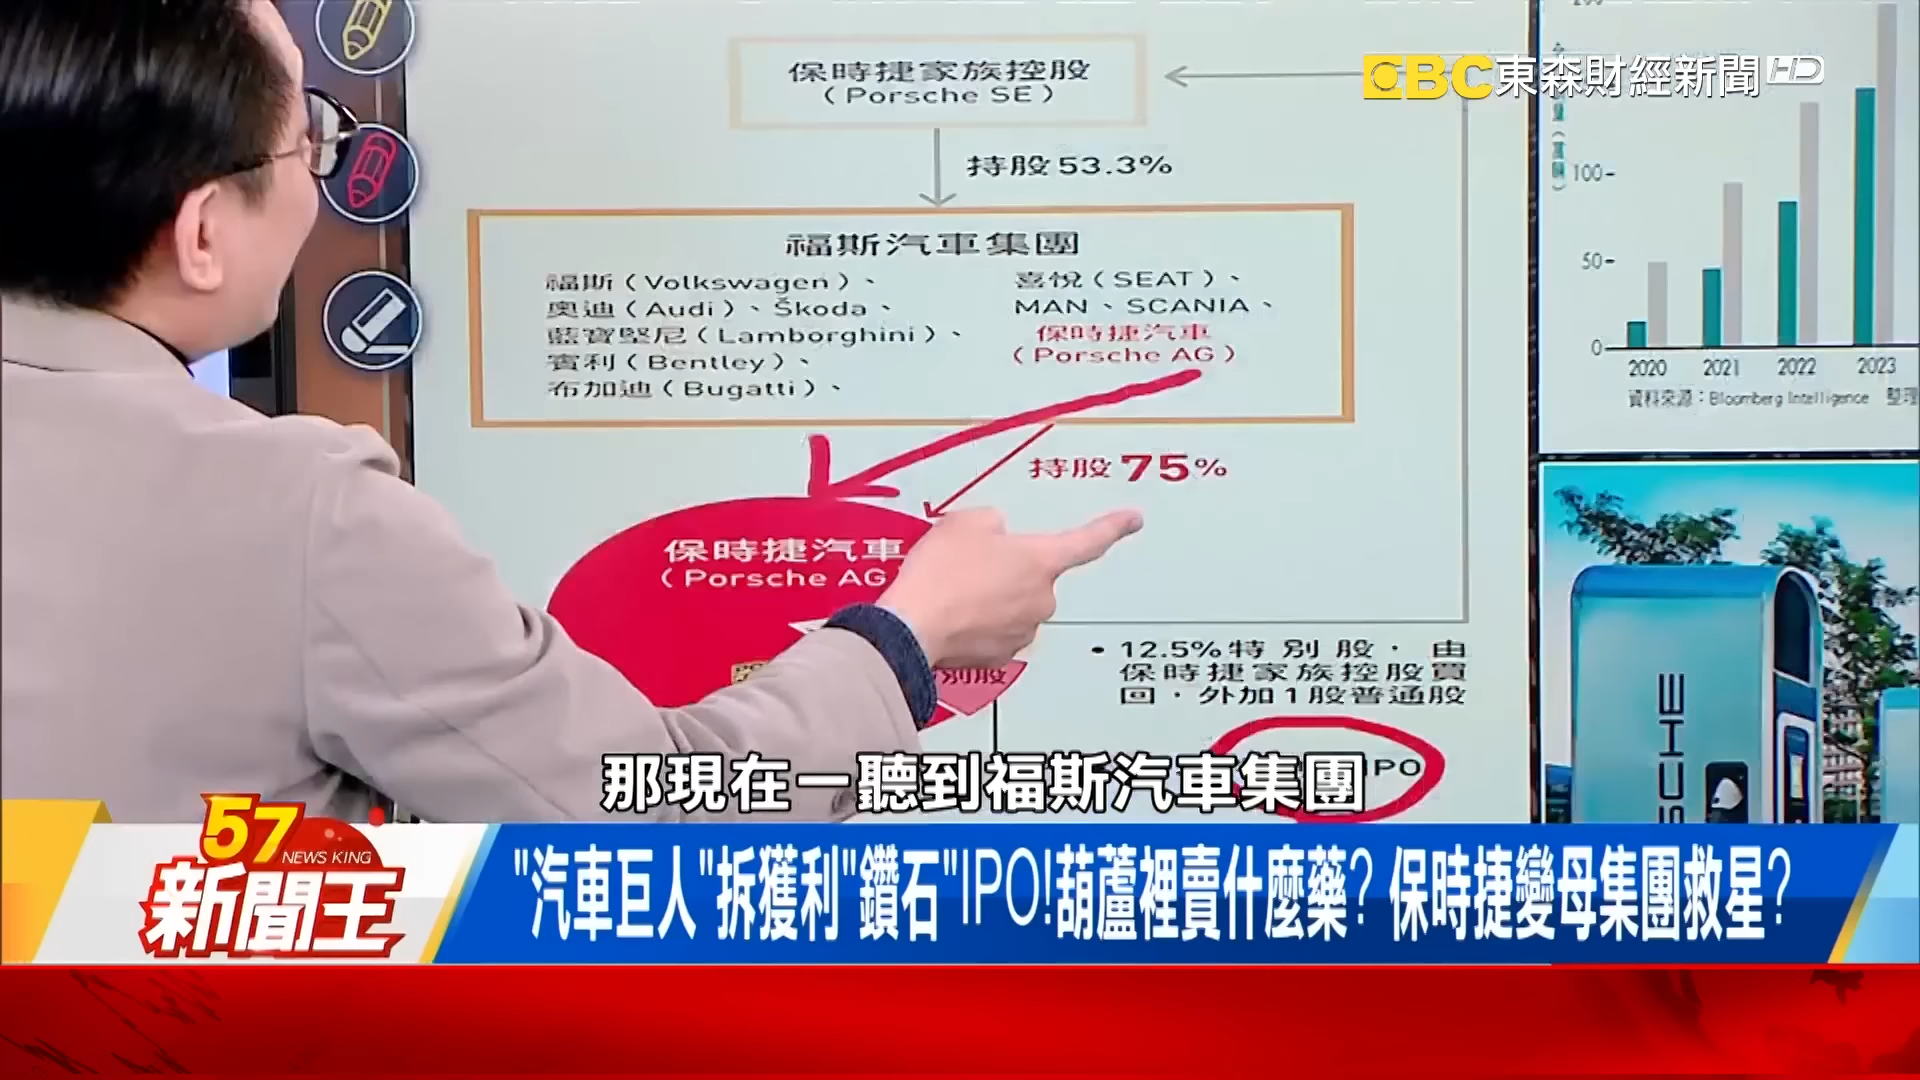 保時捷家族控股
（Porsche SE）
持股53.3%
福斯汽車集團
福斯（Volkswagen）、
奧迪（Audi）、Škoda、
藍寶堅尼（Lamborghini）、
賓利（Bentley）、
布加迪（Bugatti）、
喜悅（SEAT）、
MAN、SCANIA、
保時捷汽車
（Porsche AG）
持股75%
保時捷汽車
（Porsche AG
別股
• 12.5%特別股，由
保時捷家族控股買
回，外加1股普通股
IPO
EBC東森財經新聞HD
100
50
0
2020 2021 2022 2023
資料來源：Bloomberg Intelligence 整理
SCHE
那現在一聽到福斯汽車集團
57
NEWS KING
新聞王
"汽車巨人"拆獲利"鑽石"IPO!葫蘆裡賣什麼藥? 保時捷變母集團救星?